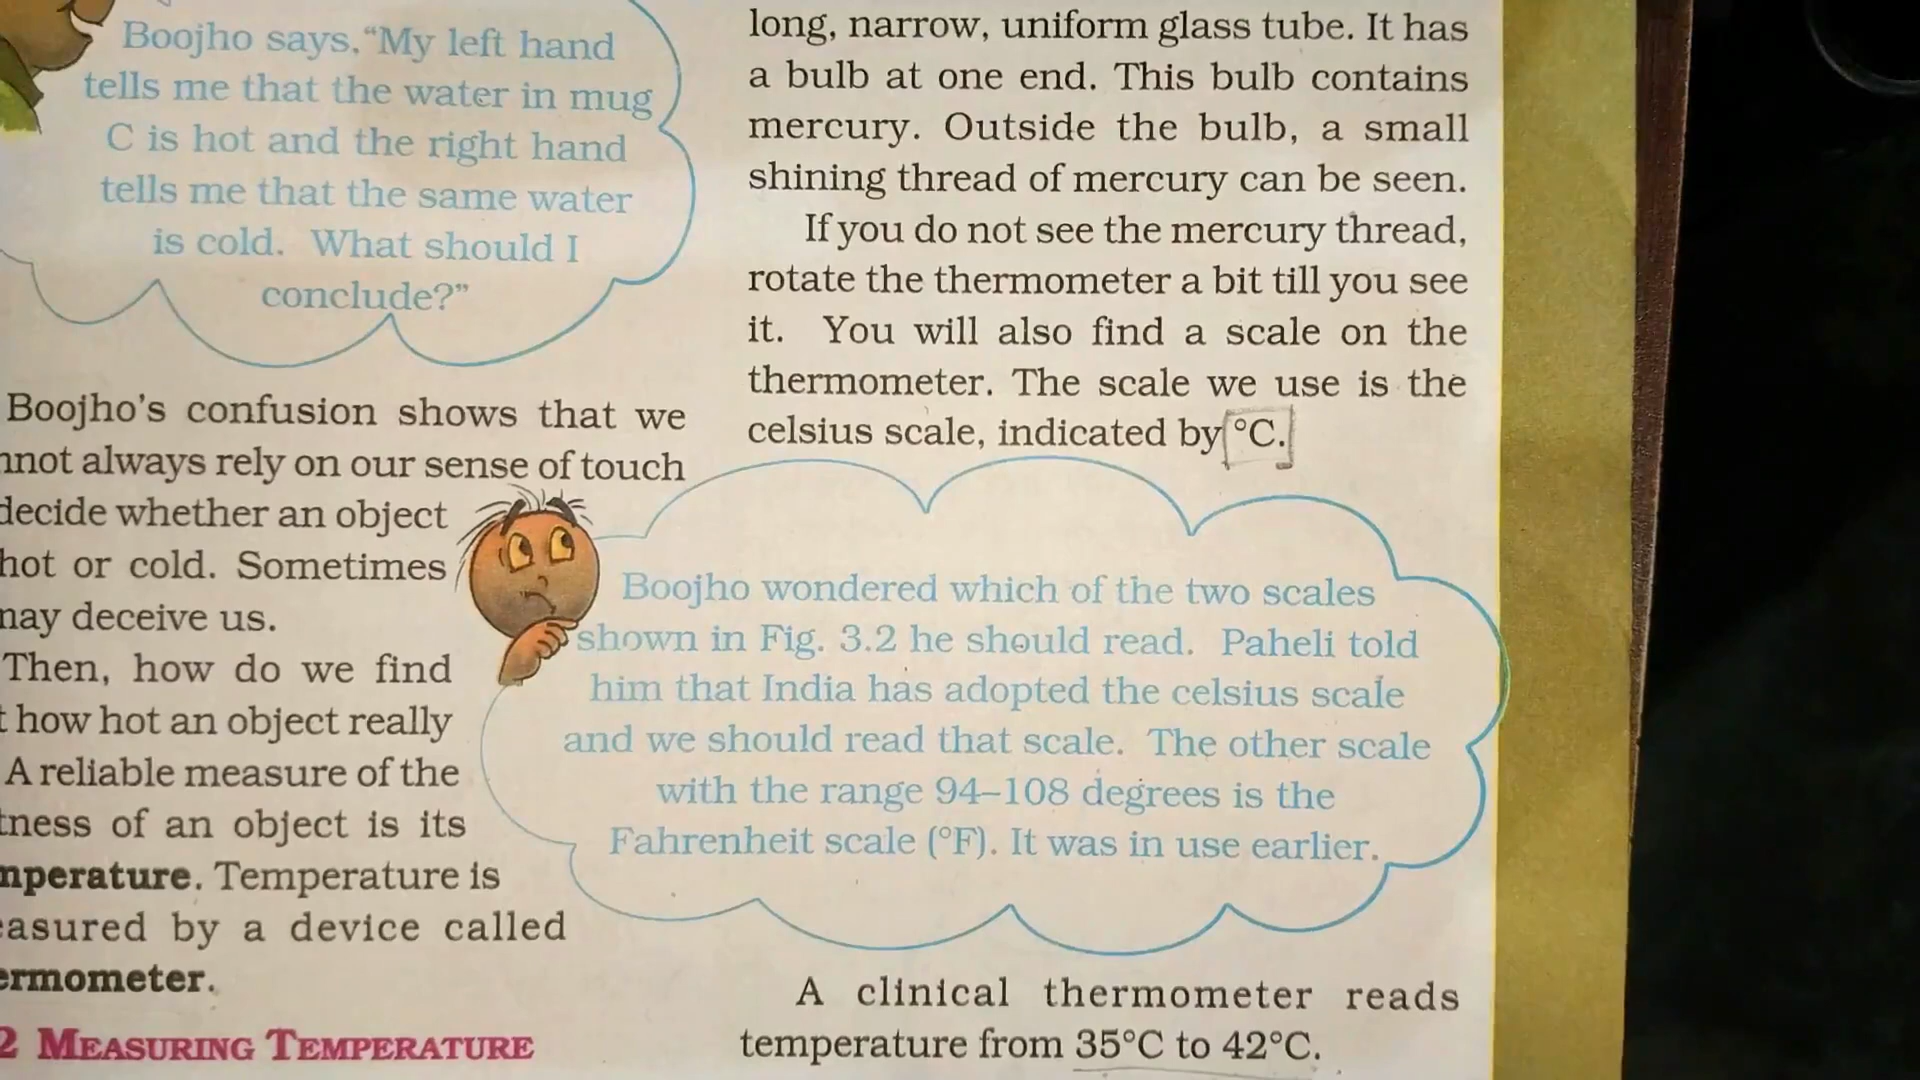 Boojho says,“My left hand
tells me that the water in mug
C is hot and the right hand
tells me that the same water
is cold. What should I
conclude?”
Boojho’s confusion shows that we
always rely on our sense of touch
decide whether an object
hot or cold. Sometimes
may deceive us.
Then, how do we find
how hot an object really
A reliable measure of the
of an object is its
Temperature is
by a device called
2 MEASURING TEMPERATURE
long, narrow, uniform glass tube. It has
a bulb at one end. This bulb contains
mercury. Outside the bulb, a small
shining thread of mercury can be seen.
If you do not see the mercury thread,
rotate the thermometer a bit till you see
it. You will also find a scale on the
thermometer. The scale we use is the
celsius scale, indicated by °C.
Boojho wondered which of the two scales
shown in Fig. 3.2 he should read. Paheli told
him that India has adopted the celsius scale
and we should read that scale. The other scale
with the range 94–108 degrees is the
Fahrenheit scale (°F). It was in use earlier.
A clinical thermometer reads
temperature from 35°C to 42°C.